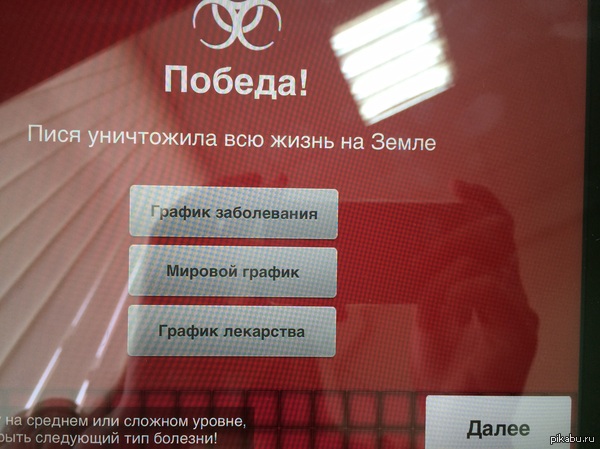 Победа!
Пися уничтожила всю жизнь на Земле
График заболевания
Мировой график
График лекарства
на среднем или сложном уровне,
следующий тип болезни!
Далее
pikabu.ru